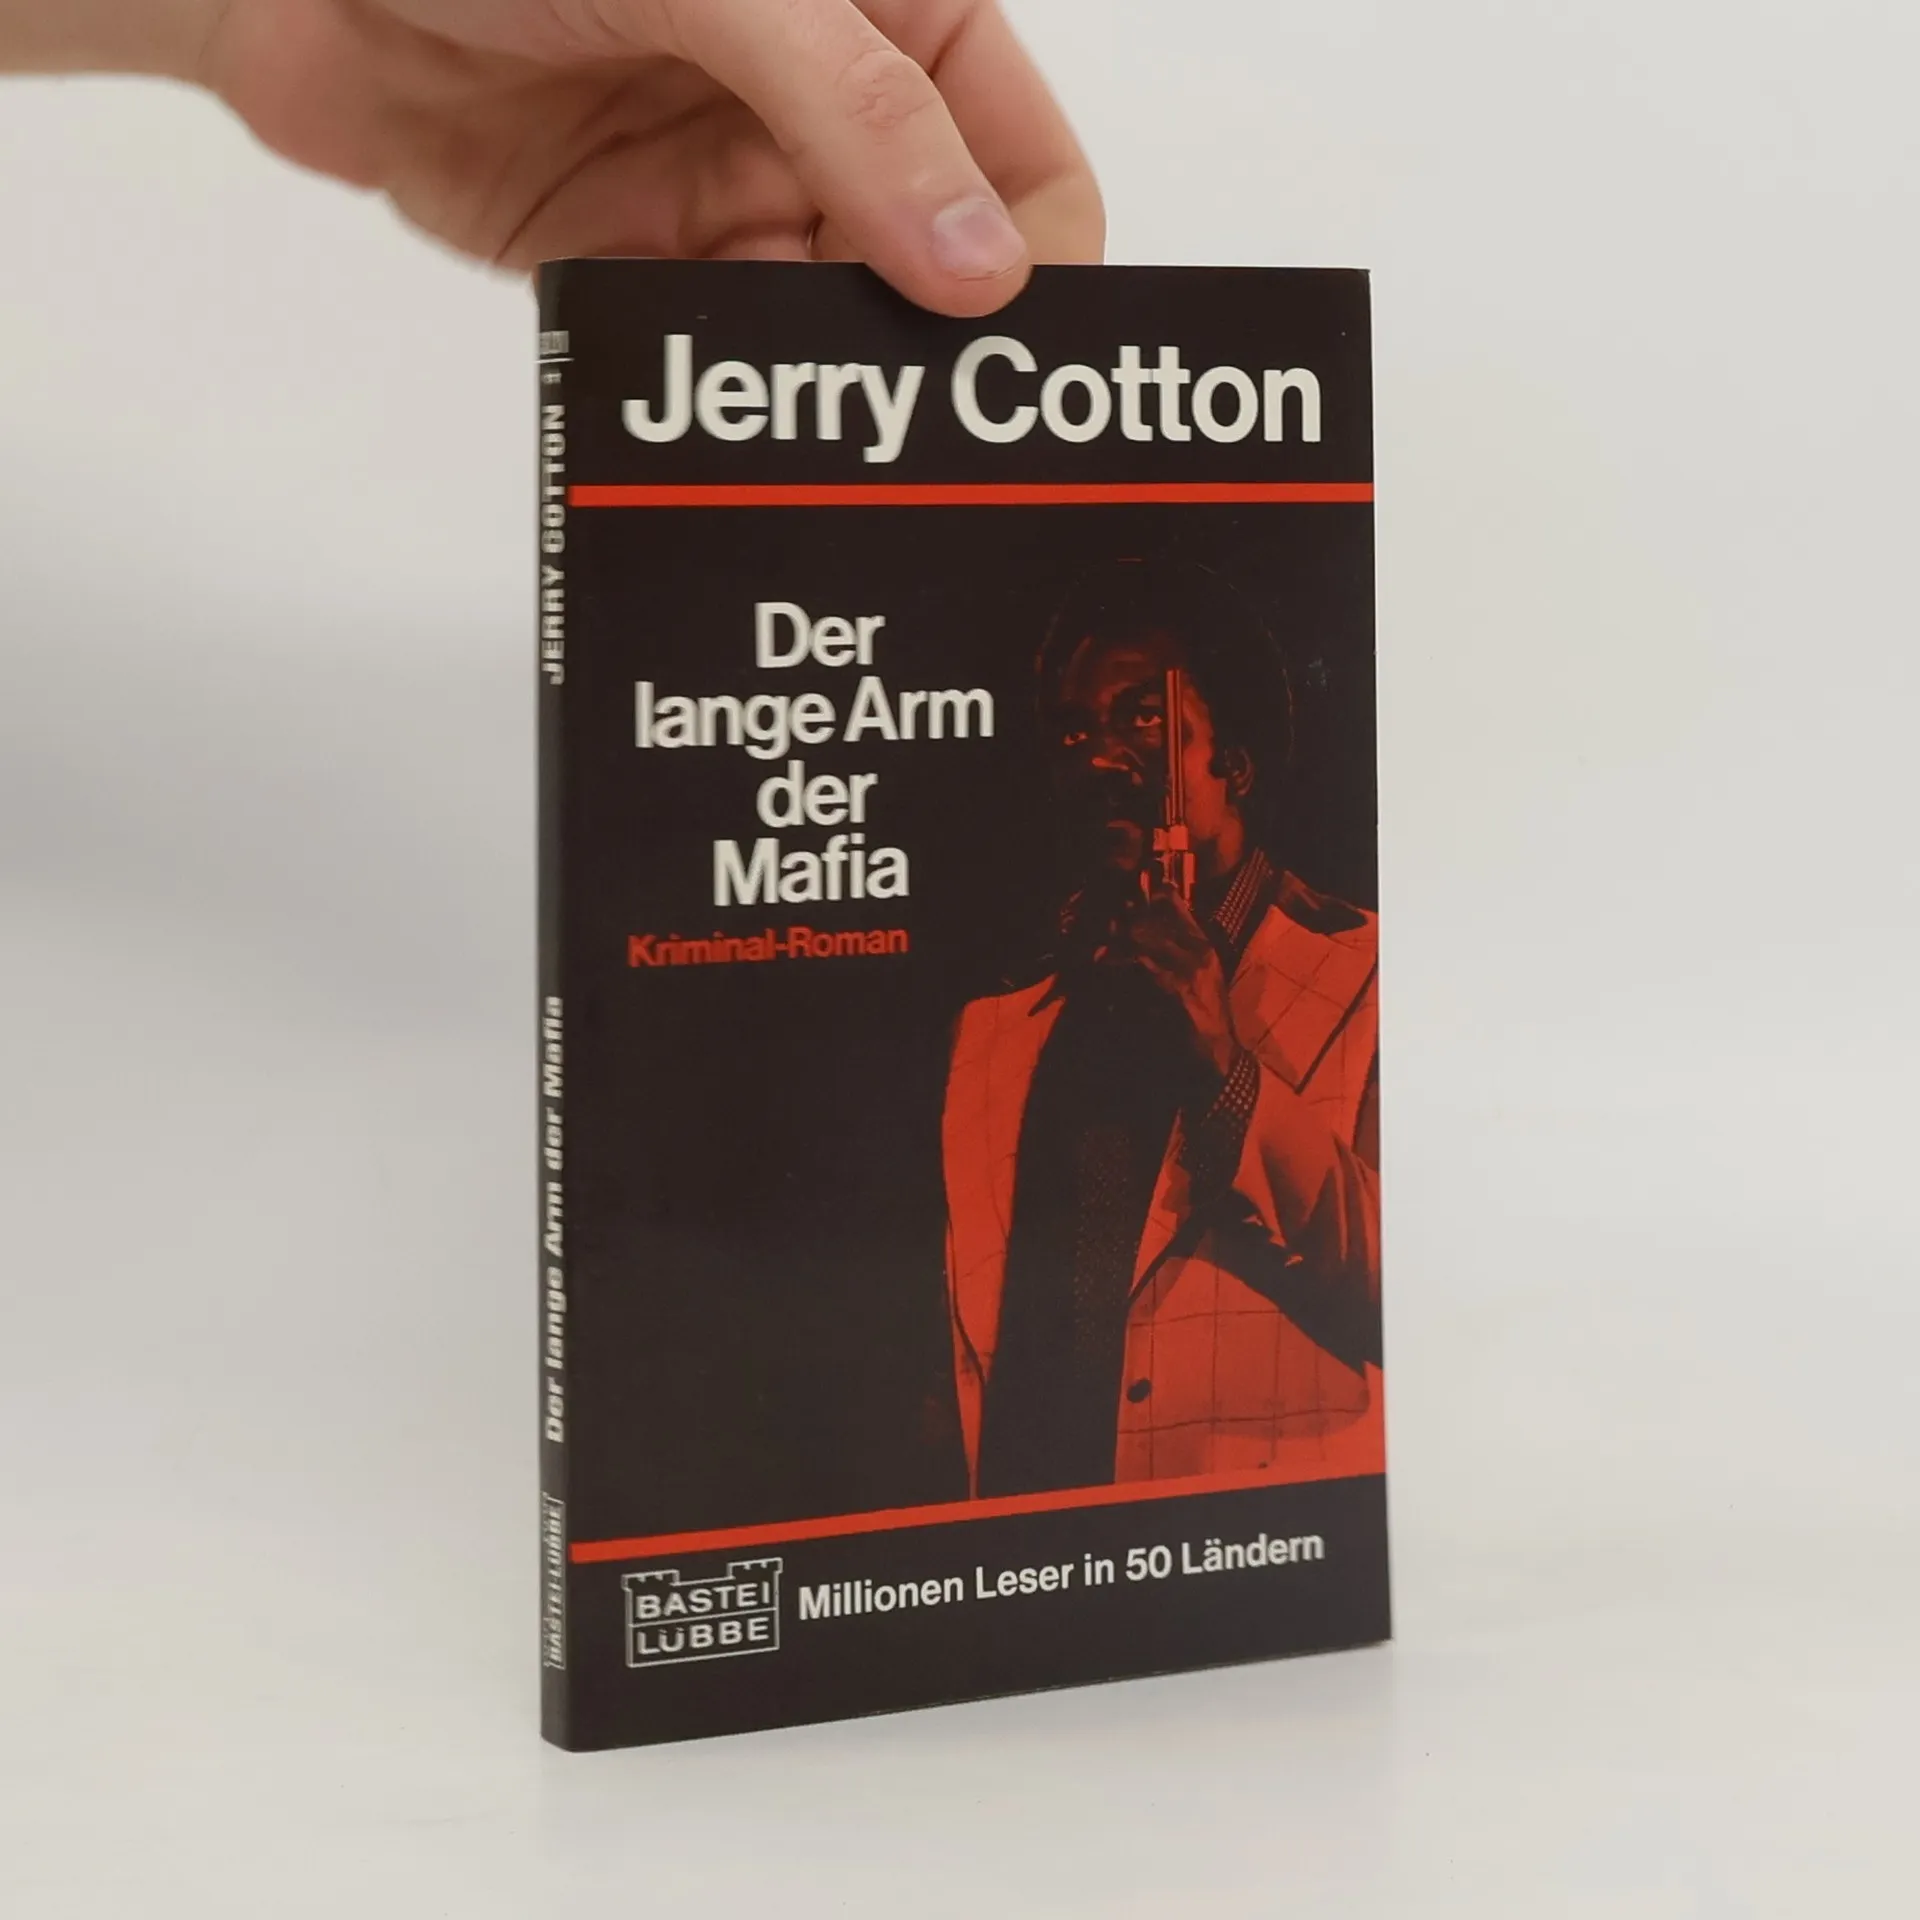 Jerry Cotton
Der
lange Arm
der
Mafia
Kriminal-Roman
BASTEI
LÜBBE
Millionen Leser in 50 Ländern
JERRY COTTON
Der lange Arm der Mafia
BASTEI LÜBBE